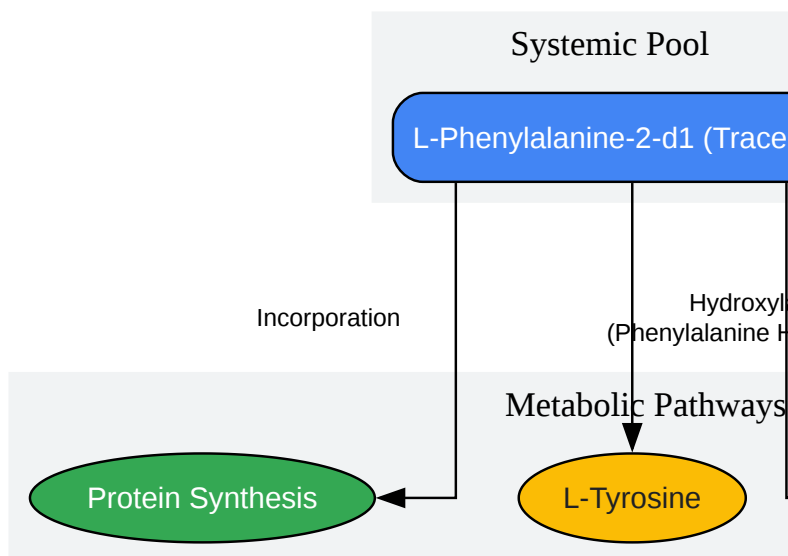 Systemic Pool
L-Phenylalanine-2-d1 (Trace
Incorporation
Hydroxyl
(Phenylalanine H
Metabolic Pathways
Protein Synthesis
L-Tyrosine